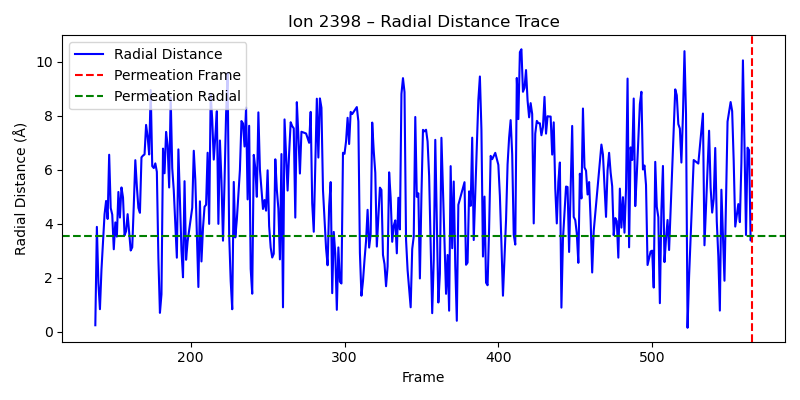 Ion 2398 – Radial Distance Trace
Radial Distance
Permeation Frame
Permeation Radial
Radial Distance (Å)
10
8
6
4
2
0
200
300
400
500
Frame